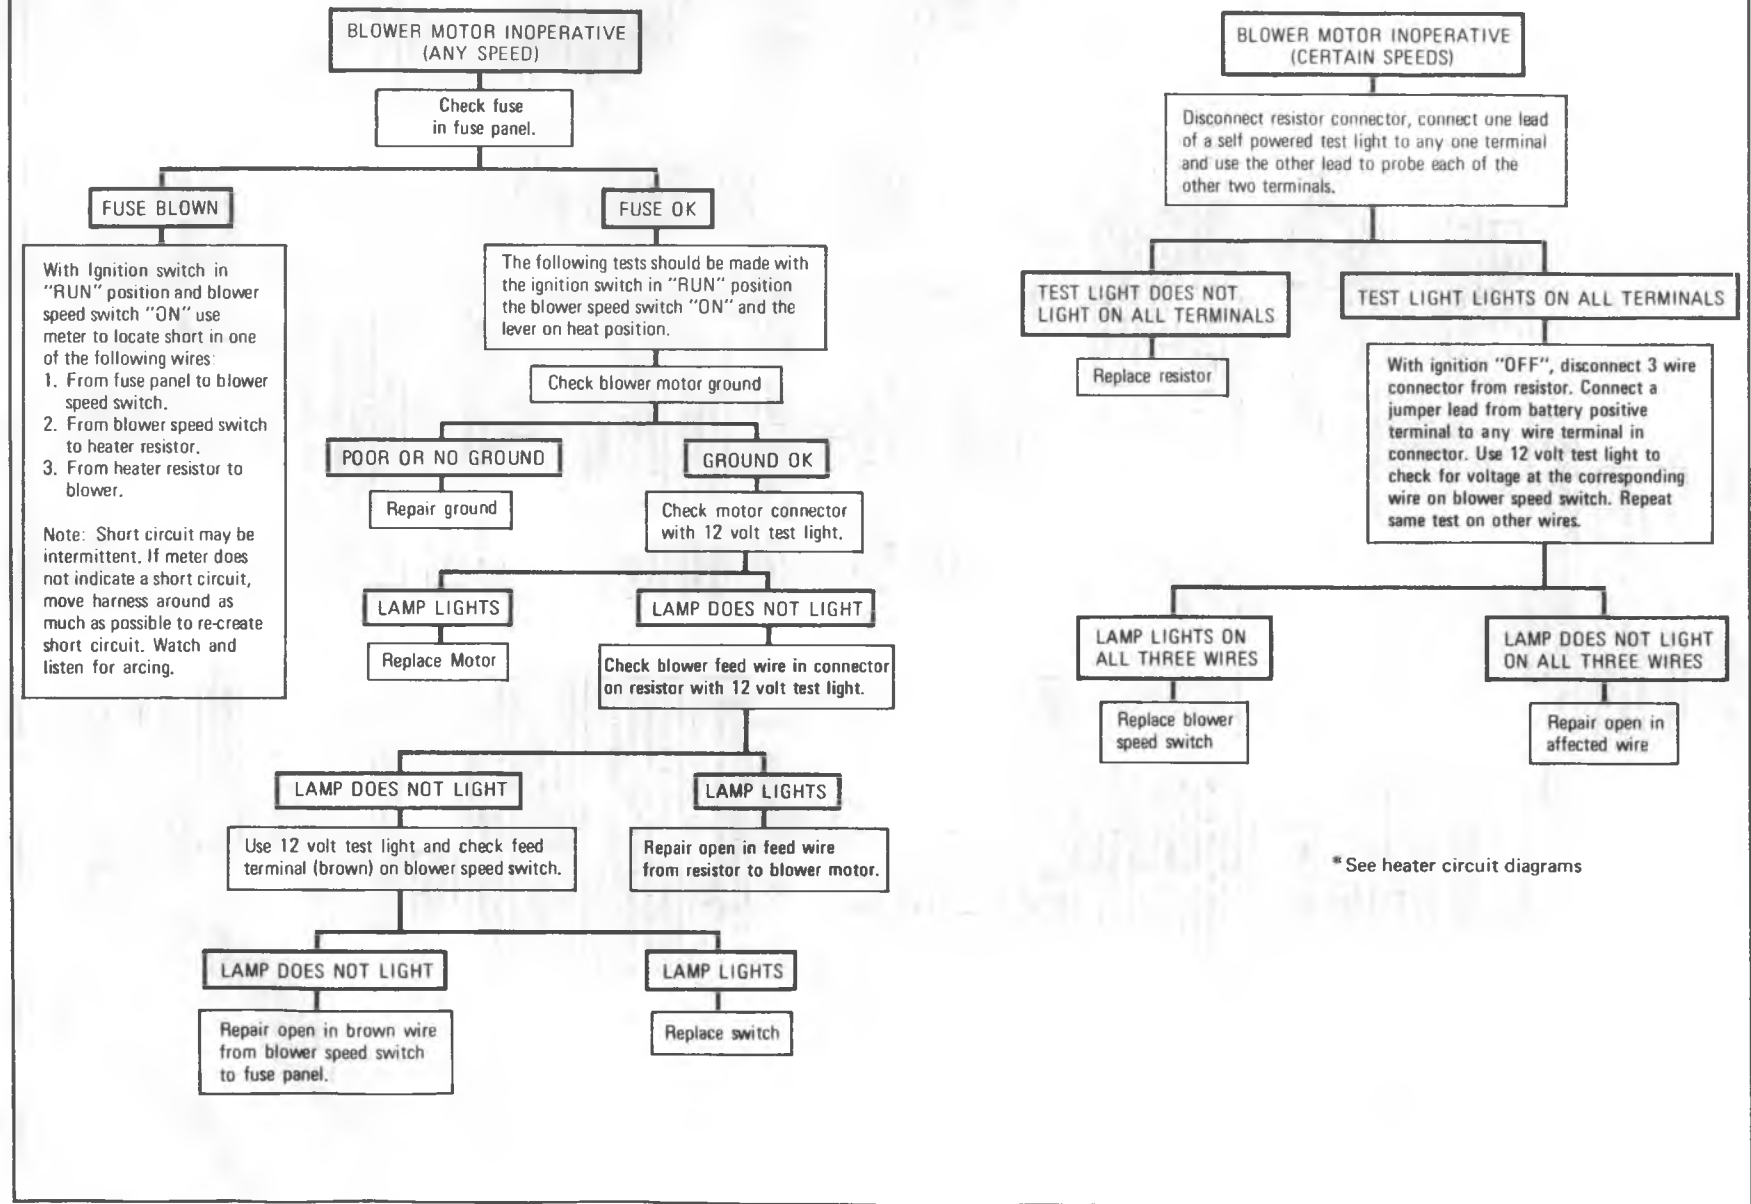 BLOWER MOTOR INOPERATIVE
(ANY SPEED)
Check fuse
in fuse panel.
FUSE BLOWN
With Ignition switch in
"RUN" position and blower
speed switch "ON" use
meter to locate short in one
of the following wires:
1. From fuse panel to blower
speed switch.
2. From blower speed switch
to heater resistor.
3. From heater resistor to
blower.
Note: Short circuit may be
intermittent. If meter does
not indicate a short circuit,
move harness around as
much as possible to re-create
short circuit. Watch and
listen for arcing.
FUSE OK
The following tests should be made with
the ignition switch in "RUN" position
the blower speed switch "ON" and the
lever on heat position.
Check blower motor ground
POOR OR NO GROUND
Repair ground
GROUND OK
Check motor connector
with 12 volt test light.
LAMP LIGHTS
Replace Motor
LAMP DOES NOT LIGHT
Check blower feed wire in connector
on resistor with 12 volt test light.
LAMP DOES NOT LIGHT
Use 12 volt test light and check feed
terminal (brown) on blower speed switch.
LAMP LIGHTS
Repair open in feed wire
from resistor to blower motor.
LAMP DOES NOT LIGHT
Repair open in brown wire
from blower speed switch
to fuse panel.
LAMP LIGHTS
Replace switch
BLOWER MOTOR INOPERATIVE
(CERTAIN SPEEDS)
Disconnect resistor connector, connect one lead
of a self powered test light to any one terminal
and use the other lead to probe each of the
other two terminals.
TEST LIGHT DOES NOT
LIGHT ON ALL TERMINALS
Replace resistor
TEST LIGHT LIGHTS ON ALL TERMINALS
With ignition "OFF", disconnect 3 wire
connector from resistor. Connect a
jumper lead from battery positive
terminal to any wire terminal in
connector. Use 12 volt test light to
check for voltage at the corresponding
wire on blower speed switch. Repeat
same test on other wires.
LAMP LIGHTS ON
ALL THREE WIRES
Replace blower
speed switch
LAMP DOES NOT LIGHT
ON ALL THREE WIRES
Repair open in
affected wire
*See heater circuit diagrams